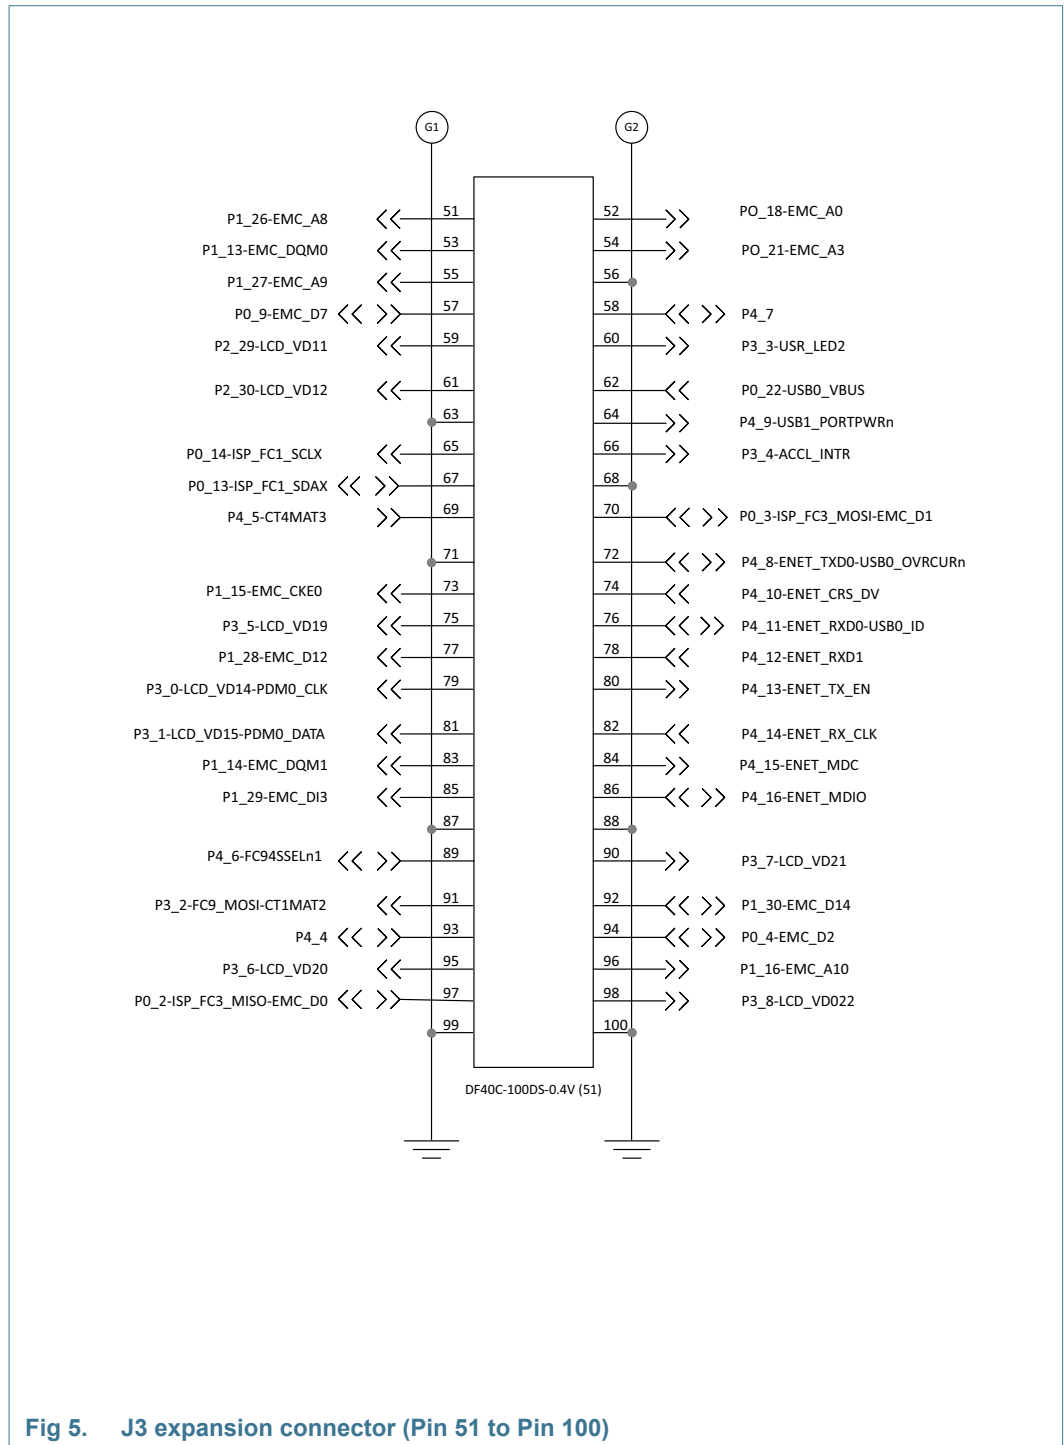 G1 G2
P1_26-EMC_A8 51 52 PO_18-EMC_A0
P1_13-EMC_DQM0 53 54 PO_21-EMC_A3
P1_27-EMC_A9 55 56
P0_9-EMC_D7 57 58 P4_7
P2_29-LCD_VD11 59 60 P3_3-USR_LED2
P2_30-LCD_VD12 61 62 P0_22-USB0_VBUS
63 64 P4_9-USB1_PORTPWRn
P0_14-ISP_FC1_SCLX 65 66 P3_4-ACCL_INTR
P0_13-ISP_FC1_SDAX 67 68
P4_5-CT4MAT3 69 70 P0_3-ISP_FC3_MOSI-EMC_D1
71 72 P4_8-ENET_TXD0-USB0_OVRCURn
P1_15-EMC_CKE0 73 74 P4_10-ENET_CRS_DV
P3_5-LCD_VD19 75 76 P4_11-ENET_RXD0-USB0_ID
P1_28-EMC_D12 77 78 P4_12-ENET_RXD1
P3_0-LCD_VD14-PDM0_CLK 79 80 P4_13-ENET_TX_EN
P3_1-LCD_VD15-PDM0_DATA 81 82 P4_14-ENET_RX_CLK
P1_14-EMC_DQM1 83 84 P4_15-ENET_MDC
P1_29-EMC_DI3 85 86 P4_16-ENET_MDIO
87 88
P4_6-FC94SSELn1 89 90 P3_7-LCD_VD21
P3_2-FC9_MOSI-CT1MAT2 91 92 P1_30-EMC_D14
P4_4 93 94 P0_4-EMC_D2
P3_6-LCD_VD20 95 96 P1_16-EMC_A10
P0_2-ISP_FC3_MISO-EMC_D0 97 98 P3_8-LCD_VD022
99 100
DF40C-100DS-0.4V (51)
Fig 5. J3 expansion connector (Pin 51 to Pin 100)